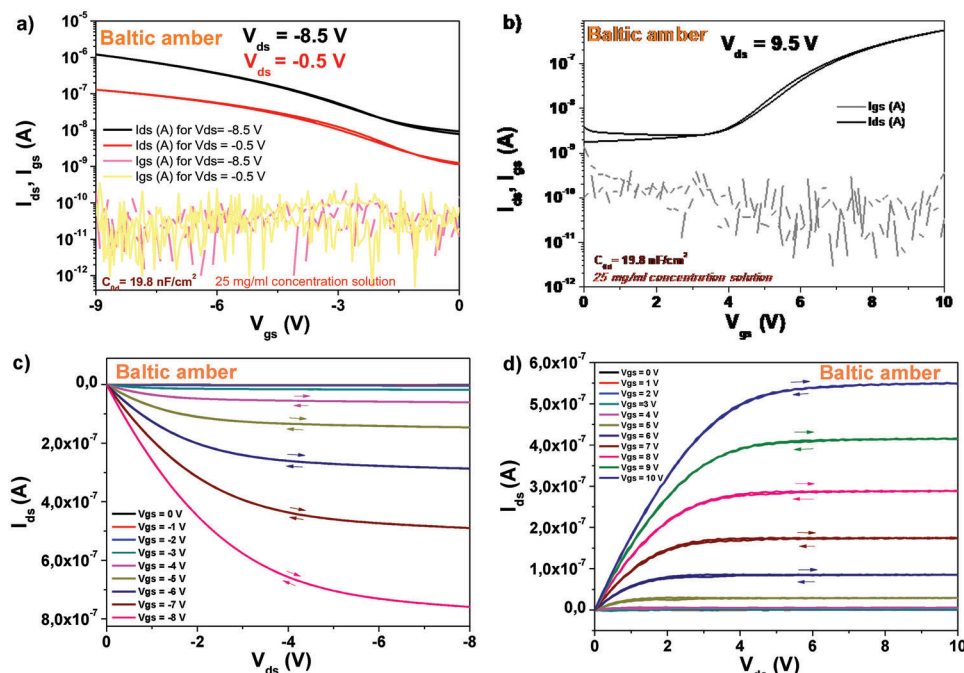 a)
Baltic amber
V_ds = -8.5 V
V_ds = -0.5 V
Ids (A) for Vds= -8.5 V
Ids (A) for Vds = -0.5 V
Igs (A) for Vds= -8.5 V
Igs (A) for Vds = -0.5 V
C_0d = 19.8 nF/cm²
25 mg/ml concentration solution
I_ds, I_gs (A)
10⁻⁵
10⁻⁶
10⁻⁷
10⁻⁸
10⁻⁹
10⁻¹⁰
10⁻¹¹
10⁻¹²
-9 -6 -3 0
V_gs (V)
b)
Baltic amber
V_ds = 9.5 V
Igs (A)
Ids (A)
C_0d = 19.8 nF/cm²
25 mg/ml concentration solution
I_ds, I_gs (A)
10⁻⁶
10⁻⁷
10⁻⁸
10⁻⁹
10⁻¹⁰
10⁻¹¹
10⁻¹²
0 2 4 6 8 10
V_gs (V)
c)
Baltic amber
I_ds (A)
0,0
2,0x10⁻⁷
4,0x10⁻⁷
6,0x10⁻⁷
8,0x10⁻⁷
Vgs = 0 V
Vgs = -1 V
Vgs = -2 V
Vgs = -3 V
Vgs = -4 V
Vgs = -5 V
Vgs = -6 V
Vgs = -7 V
Vgs = -8 V
0 -2 -4 -6 -8
V_ds (V)
d)
Baltic amber
I_ds (A)
6,0x10⁻⁷
5,0x10⁻⁷
4,0x10⁻⁷
3,0x10⁻⁷
2,0x10⁻⁷
1,0x10⁻⁷
0,0
Vgs = 0 V
Vgs = 1 V
Vgs = 2 V
Vgs =3 V
Vgs = 4 V
Vgs = 5 V
Vgs = 6 V
Vgs = 7 V
Vgs = 8 V
Vgs = 9 V
Vgs = 10 V
0 2 4 6 8 10
V_ds (V)